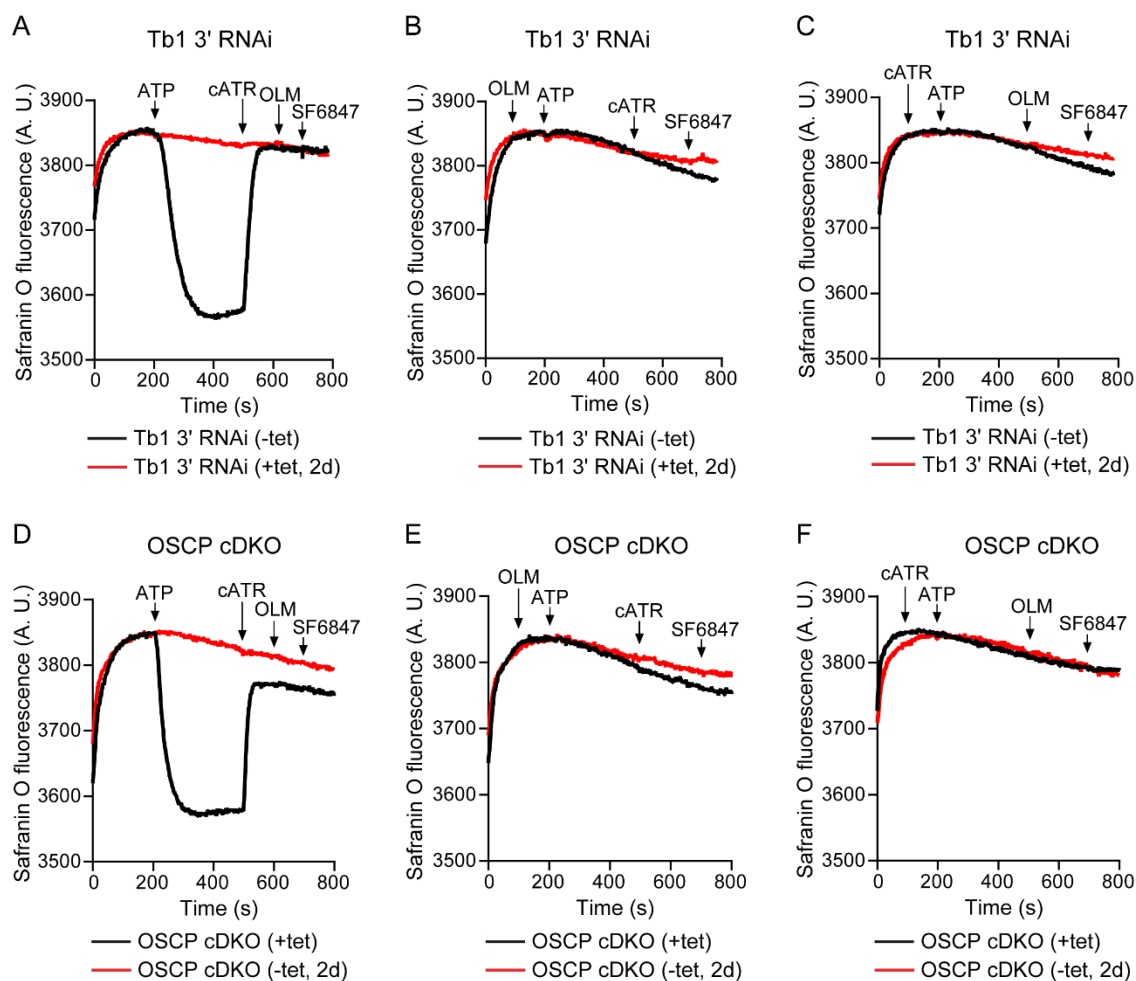 A
Tb1 3' RNAi
ATP
cATR
OLM
SF6847
Safranin O fluorescence (A. U.)
3900
3800
3700
3600
3500
0 200 400 600 800
Time (s)
Tb1 3' RNAi (-tet)
Tb1 3' RNAi (+tet, 2d)
B
Tb1 3' RNAi
OLM
ATP
cATR
SF6847
Safranin O fluorescence (A. U.)
3900
3800
3700
3600
3500
0 200 400 600 800
Time (s)
Tb1 3' RNAi (-tet)
Tb1 3' RNAi (+tet, 2d)
C
Tb1 3' RNAi
cATR
ATP
OLM
SF6847
Safranin O fluorescence (A. U.)
3900
3800
3700
3600
3500
0 200 400 600 800
Time (s)
Tb1 3' RNAi (-tet)
Tb1 3' RNAi (+tet, 2d)
D
OSCP cDKO
ATP
cATR
OLM
SF6847
Safranin O fluorescence (A. U.)
3900
3800
3700
3600
3500
0 200 400 600 800
Time (s)
OSCP cDKO (+tet)
OSCP cDKO (-tet, 2d)
E
OSCP cDKO
OLM
ATP
cATR
SF6847
Safranin O fluorescence (A. U.)
3900
3800
3700
3600
3500
0 200 400 600 800
Time (s)
OSCP cDKO (+tet)
OSCP cDKO (-tet, 2d)
F
OSCP cDKO
cATR
ATP
OLM
SF6847
Safranin O fluorescence (A. U.)
3900
3800
3700
3600
3500
0 200 400 600 800
Time (s)
OSCP cDKO (+tet)
OSCP cDKO (-tet, 2d)